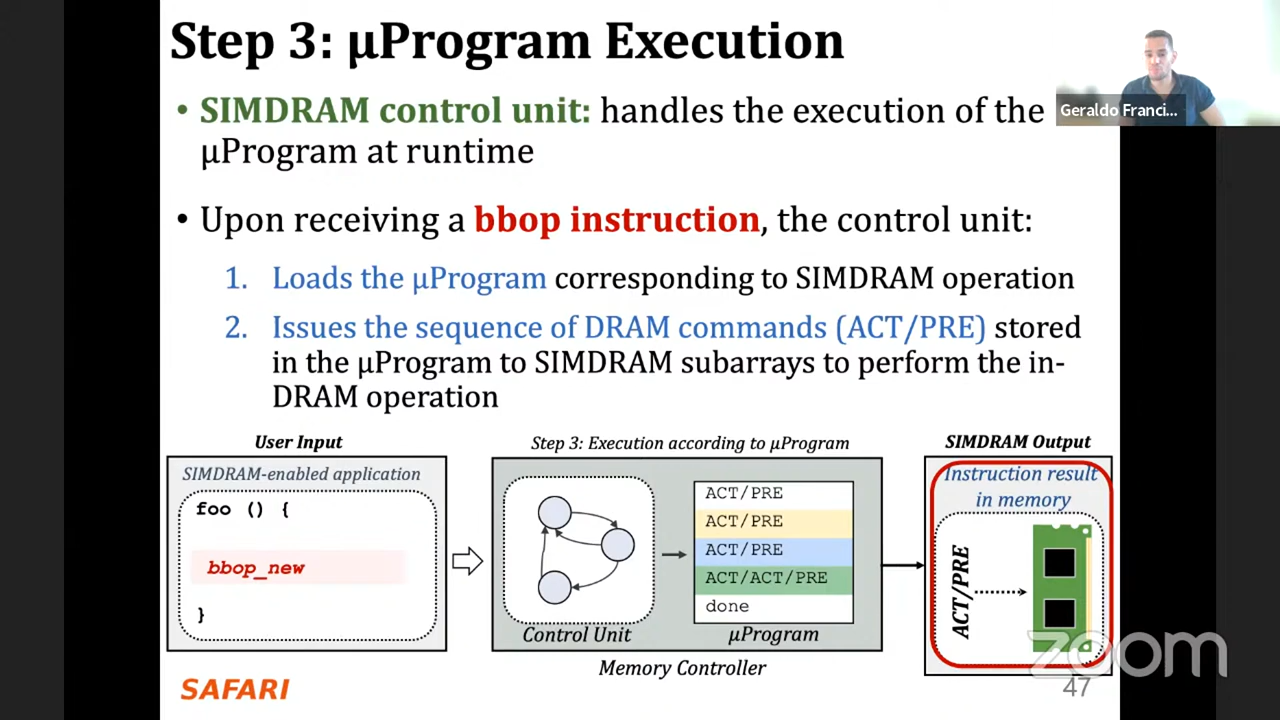 Step 3: μProgram Execution
Geraldo Franci...
• SIMDRAM control unit: handles the execution of the
μProgram at runtime
• Upon receiving a bbop instruction, the control unit:
1. Loads the μProgram corresponding to SIMDRAM operation
2. Issues the sequence of DRAM commands (ACT/PRE) stored
in the μProgram to SIMDRAM subarrays to perform the in-
DRAM operation
User Input
SIMDRAM-enabled application
foo () {
bbop_new
}
Step 3: Execution according to μProgram
Control Unit
ACT/PRE
ACT/PRE
ACT/PRE
ACT/ACT/PRE
done
μProgram
Memory Controller
SIMDRAM Output
Instruction result
in memory
ACT/PRE
zoom
SAFARI
47